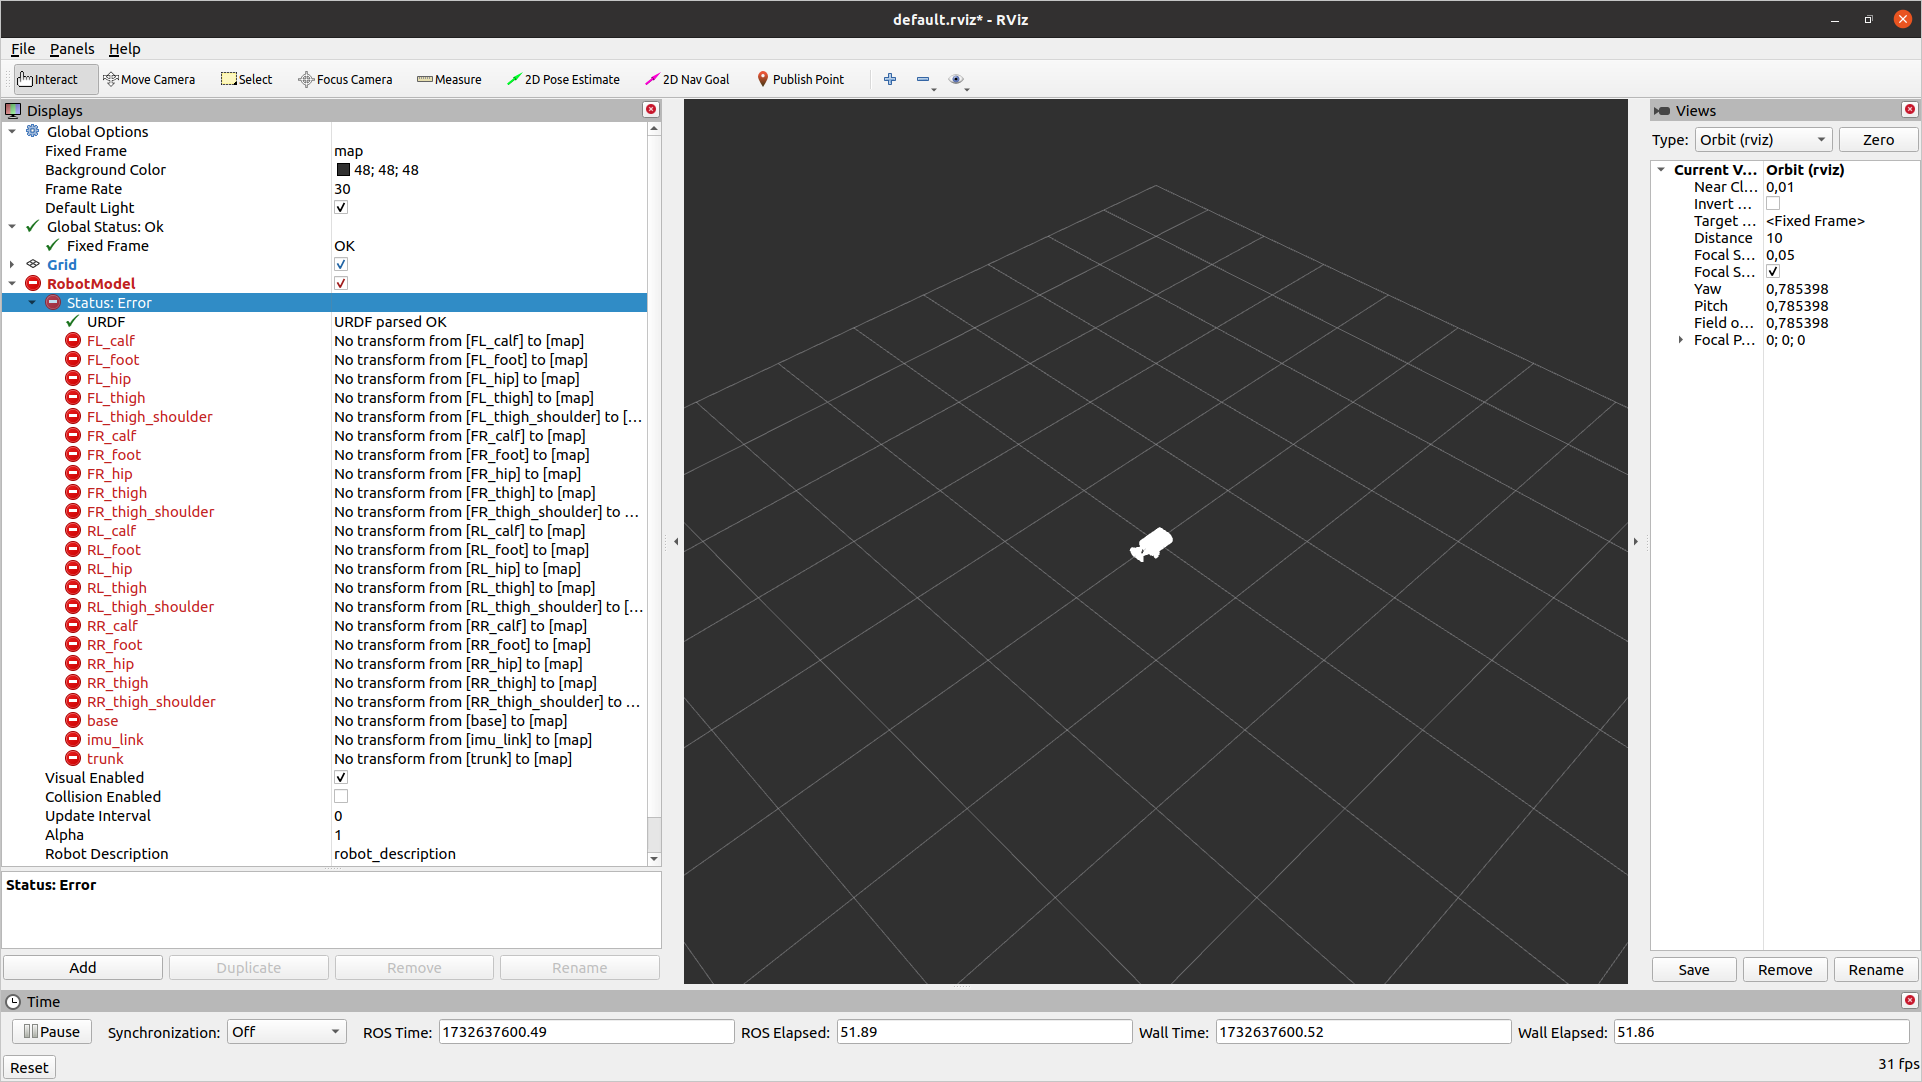 default.rviz* - RViz
File Panels Help
Interact Move Camera Select Focus Camera Measure 2D Pose Estimate 2D Nav Goal Publish Point
Displays
Global Options
Fixed Frame map
Background Color 48; 48; 48
Frame Rate 30
Default Light
Global Status: Ok
Fixed Frame OK
Grid
RobotModel
Status: Error
URDF URDF parsed OK
FL_calf No transform from [FL_calf] to [map]
FL_foot No transform from [FL_foot] to [map]
FL_hip No transform from [FL_hip] to [map]
FL_thigh No transform from [FL_thigh] to [map]
FL_thigh_shoulder No transform from [FL_thigh_shoulder] to [...
FR_calf No transform from [FR_calf] to [map]
FR_foot No transform from [FR_foot] to [map]
FR_hip No transform from [FR_hip] to [map]
FR_thigh No transform from [FR_thigh] to [map]
FR_thigh_shoulder No transform from [FR_thigh_shoulder] to ...
RL_calf No transform from [RL_calf] to [map]
RL_foot No transform from [RL_foot] to [map]
RL_hip No transform from [RL_hip] to [map]
RL_thigh No transform from [RL_thigh] to [map]
RL_thigh_shoulder No transform from [RL_thigh_shoulder] to [...
RR_calf No transform from [RR_calf] to [map]
RR_foot No transform from [RR_foot] to [map]
RR_hip No transform from [RR_hip] to [map]
RR_thigh No transform from [RR_thigh] to [map]
RR_thigh_shoulder No transform from [RR_thigh_shoulder] to ...
base No transform from [base] to [map]
imu_link No transform from [imu_link] to [map]
trunk No transform from [trunk] to [map]
Visual Enabled
Collision Enabled
Update Interval 0
Alpha 1
Robot Description robot_description
Status: Error
Add Duplicate Remove Rename
Views
Type: Orbit (rviz) Zero
Current V... Orbit (rviz)
Near Cl... 0,01
Invert ...
Target ... <Fixed Frame>
Distance 10
Focal S... 0,05
Focal S...
Yaw 0,785398
Pitch 0,785398
Field o... 0,785398
Focal P... 0; 0; 0
Save Remove Rename
Time
Pause Synchronization: Off ROS Time: 1732637600.49 ROS Elapsed: 51.89 Wall Time: 1732637600.52 Wall Elapsed: 51.86
Reset 31 fps